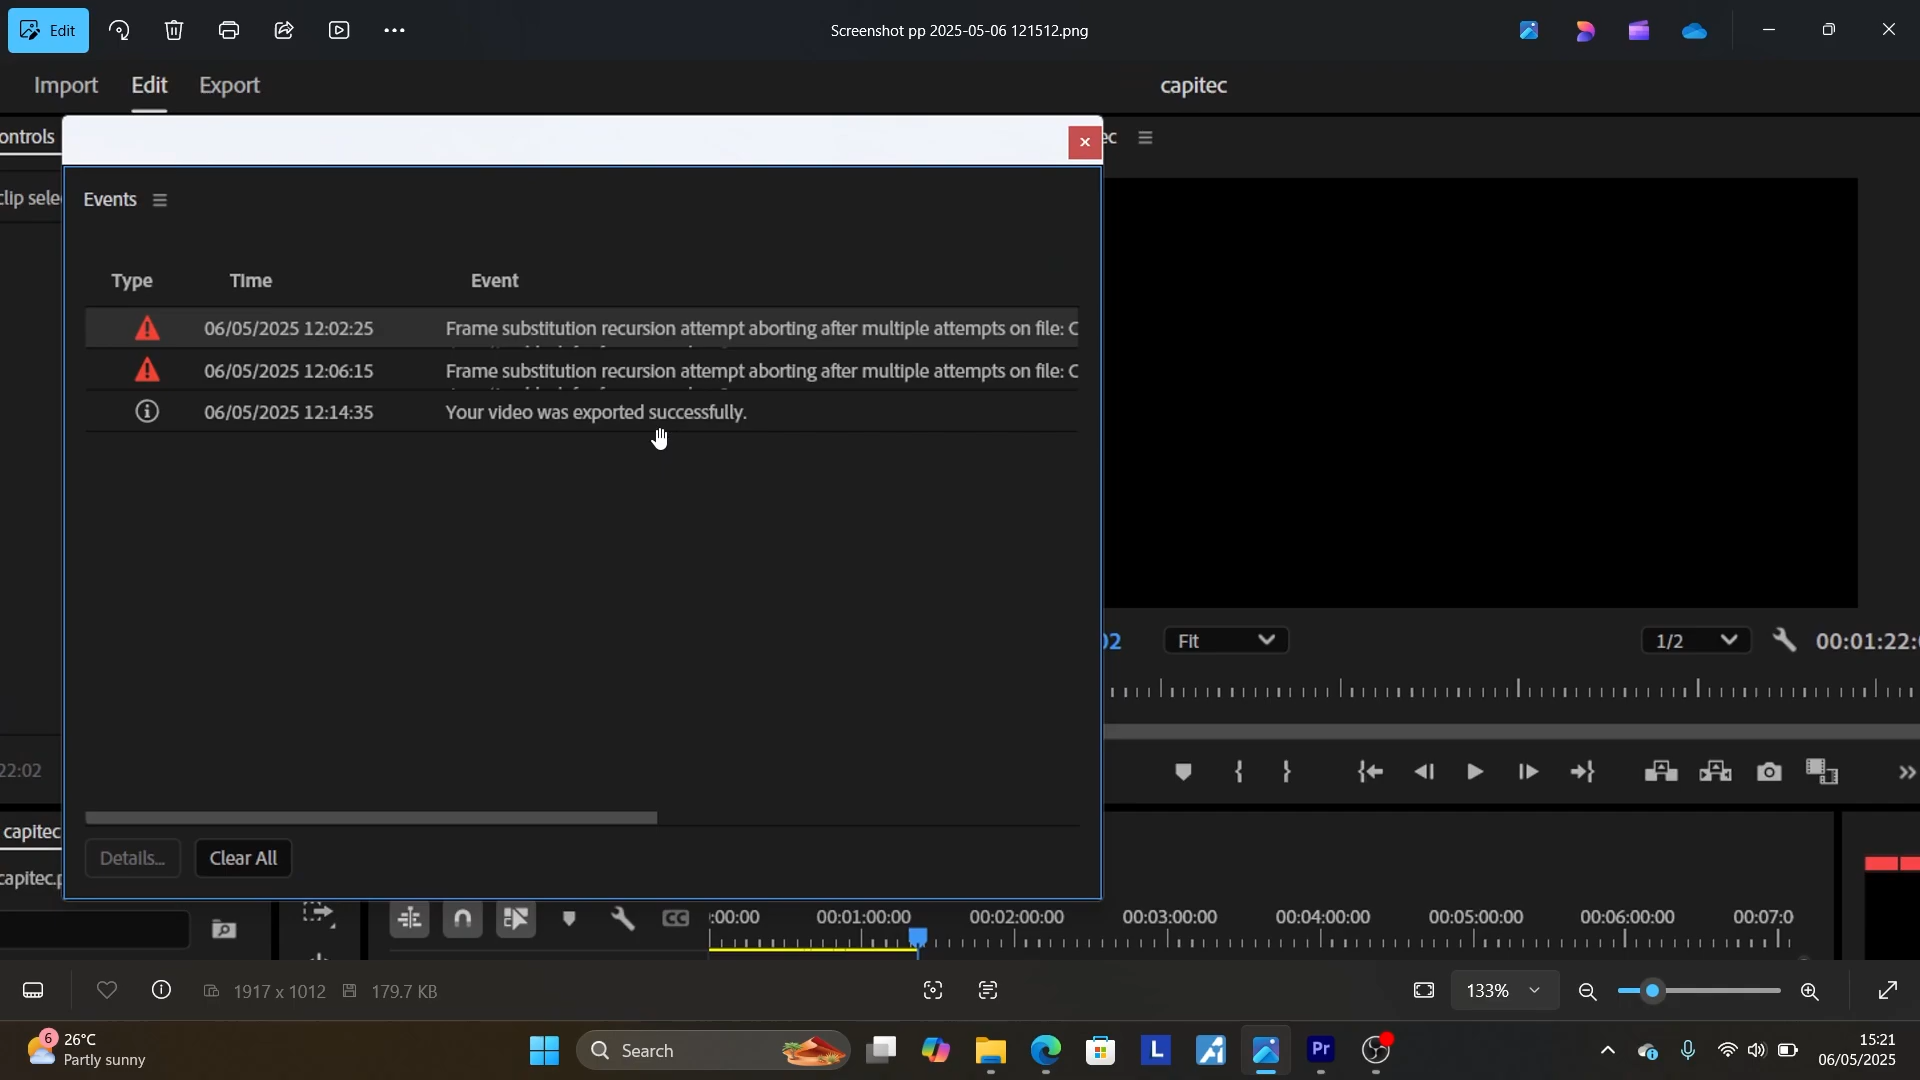 Edit
Screenshot pp 2025-05-06 121512.png
Import Edit Export
capitec
ontrols
ec
clip sele
Events
Type Time Event
06/05/2025 12:02:25 Frame substitution recursion attempt aborting after multiple attempts on file: C
06/05/2025 12:06:15 Frame substitution recursion attempt aborting after multiple attempts on file: C
06/05/2025 12:14:35 Your video was exported successfully.
02
Fit
1/2
00:01:22:
22:02
capitec
Details...
Clear All
capitec.p
CC
:00:00 00:01:00:00 00:02:00:00 00:03:00:00 00:04:00:00 00:05:00:00 00:06:00:00 00:07:0
1917 x 1012
179.7 KB
133%
6
26°C
Partly sunny
Search
L
Pr
15:21
06/05/2025